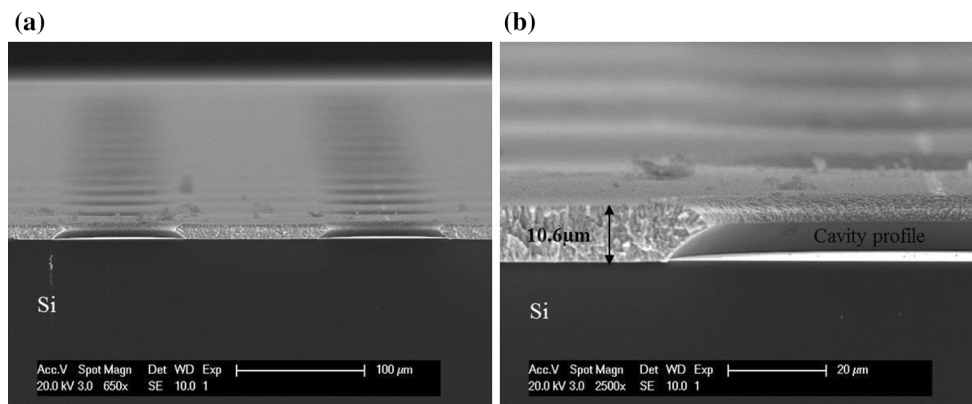 (a)
Si
Acc.V Spot Magn Det WD Exp
20.0 kV 3.0 650x SE 10.0 1
100 µm
(b)
10.6µm
Cavity profile
Si
Acc.V Spot Magn Det WD Exp
20.0 kV 3.0 2500x SE 10.0 1
20 µm